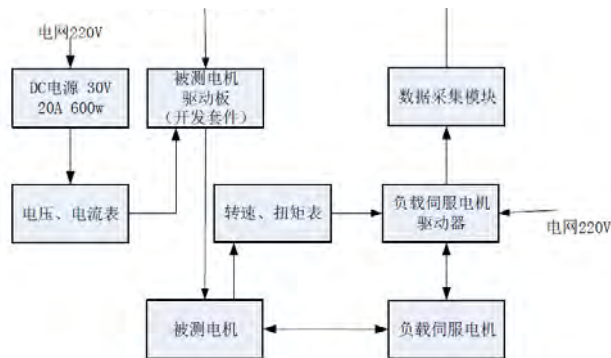 电网220V
DC电源 30V
20A 600w
被测电机
驱动板
（开发套件）
数据采集模块
电压、电流表
转速、扭矩表
负载伺服电机
驱动器
电网220V
被测电机
负载伺服电机